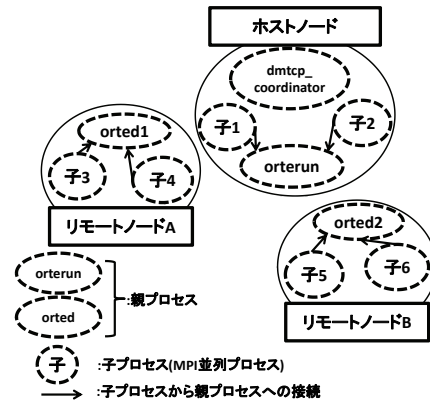 ホストノード
dmtcp_
coordinator
子1
子2
orterun
orted1
子3
子4
リモートノードA
orted2
子5
子6
リモートノードB
orterun
orted
:親プロセス
子
:子プロセス(MPI並列プロセス)
:子プロセスから親プロセスへの接続